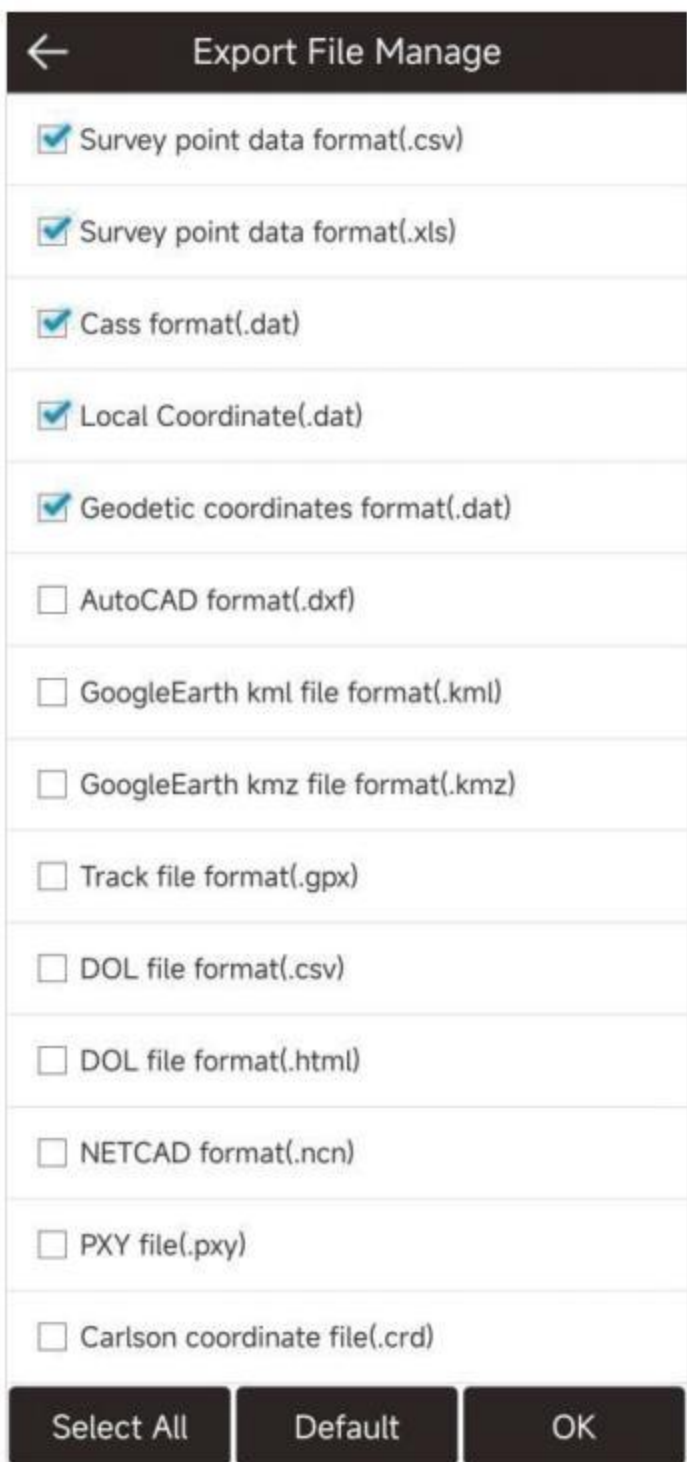 Export File Manage
Survey point data format(.csv)
Survey point data format(.xls)
Cass format(.dat)
Local Coordinate(.dat)
Geodetic coordinates format(.dat)
AutoCAD format(.dxf)
GoogleEarth kml file format(.kml)
GoogleEarth kmz file format(.kmz)
Track file format(.gpx)
DOL file format(.csv)
DOL file format(.html)
NETCAD format(.ncn)
PXY file(.pxy)
Carlson coordinate file(.crd)
Select All Default OK